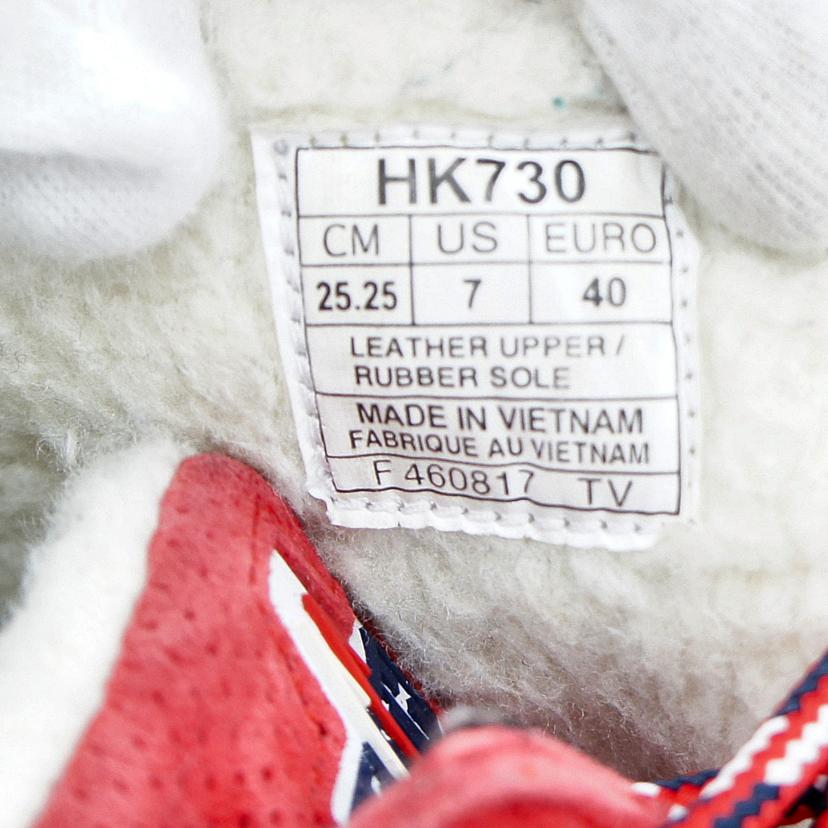 HK730
CM US EURO
25.25 7 40
LEATHER UPPER /
RUBBER SOLE
MADE IN VIETNAM
FABRIQUE AU VIETNAM
F 460817 TV